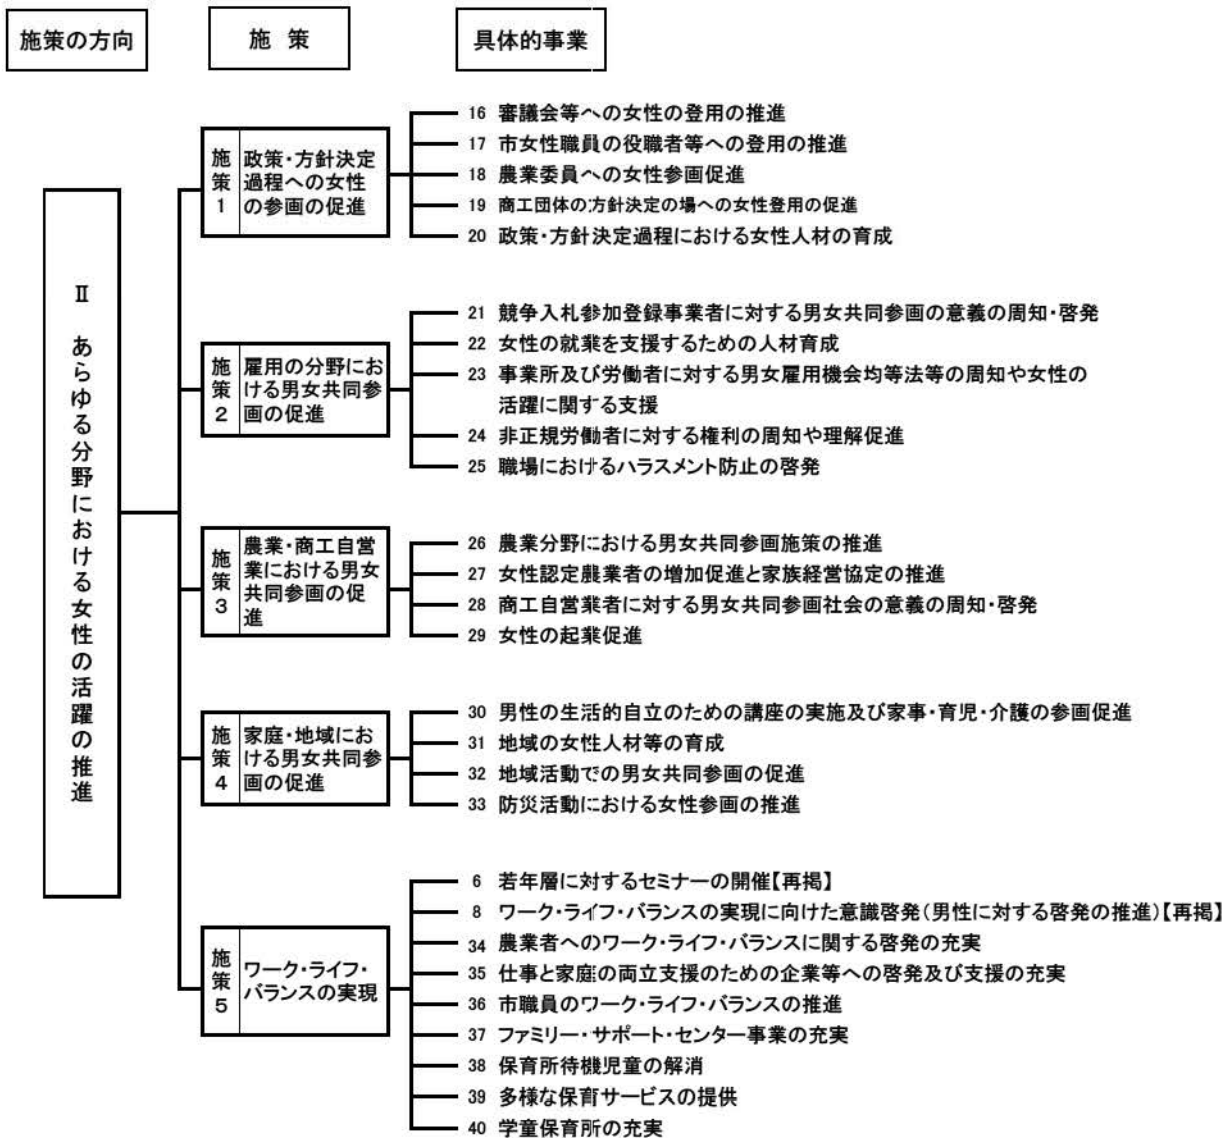 施策の方向
施 策
具体的事業
Ⅱ あらゆる分野における女性の活躍の推進
施策1
政策・方針決定
過程への女性
の参画の促進
16 審議会等への女性の登用の推進
17 市女性職員の役職者等への登用の推進
18 農業委員への女性参画促進
19 商工団体の方針決定の場への女性登用の促進
20 政策・方針決定過程における女性人材の育成
施策2
雇用の分野にお
ける男女共同参
画の促進
21 競争入札参加登録事業者に対する男女共同参画の意義の周知・啓発
22 女性の就業を支援するための人材育成
23 事業所及び労働者に対する男女雇用機会均等法等の周知や女性の
活躍に関する支援
24 非正規労働者に対する権利の周知や理解促進
25 職場におけるハラスメント防止の啓発
施策3
農業・商工自営
業における男女
共同参画の促
進
26 農業分野における男女共同参画施策の推進
27 女性認定農業者の増加促進と家族経営協定の推進
28 商工自営業者に対する男女共同参画社会の意義の周知・啓発
29 女性の起業促進
施策4
家庭・地域にお
ける男女共同参
画の促進
30 男性の生活的自立のための講座の実施及び家事・育児・介護の参画促進
31 地域の女性人材等の育成
32 地域活動での男女共同参画の促進
33 防災活動における女性参画の推進
施策5
ワーク・ライフ・
バランスの実現
6 若年層に対するセミナーの開催【再掲】
8 ワーク・ライフ・バランスの実現に向けた意識啓発(男性に対する啓発の推進)【再掲】
34 農業者へのワーク・ライフ・バランスに関する啓発の充実
35 仕事と家庭の両立支援のための企業等への啓発及び支援の充実
36 市職員のワーク・ライフ・バランスの推進
37 ファミリー・サポート・センター事業の充実
38 保育所待機児童の解消
39 多様な保育サービスの提供
40 学童保育所の充実